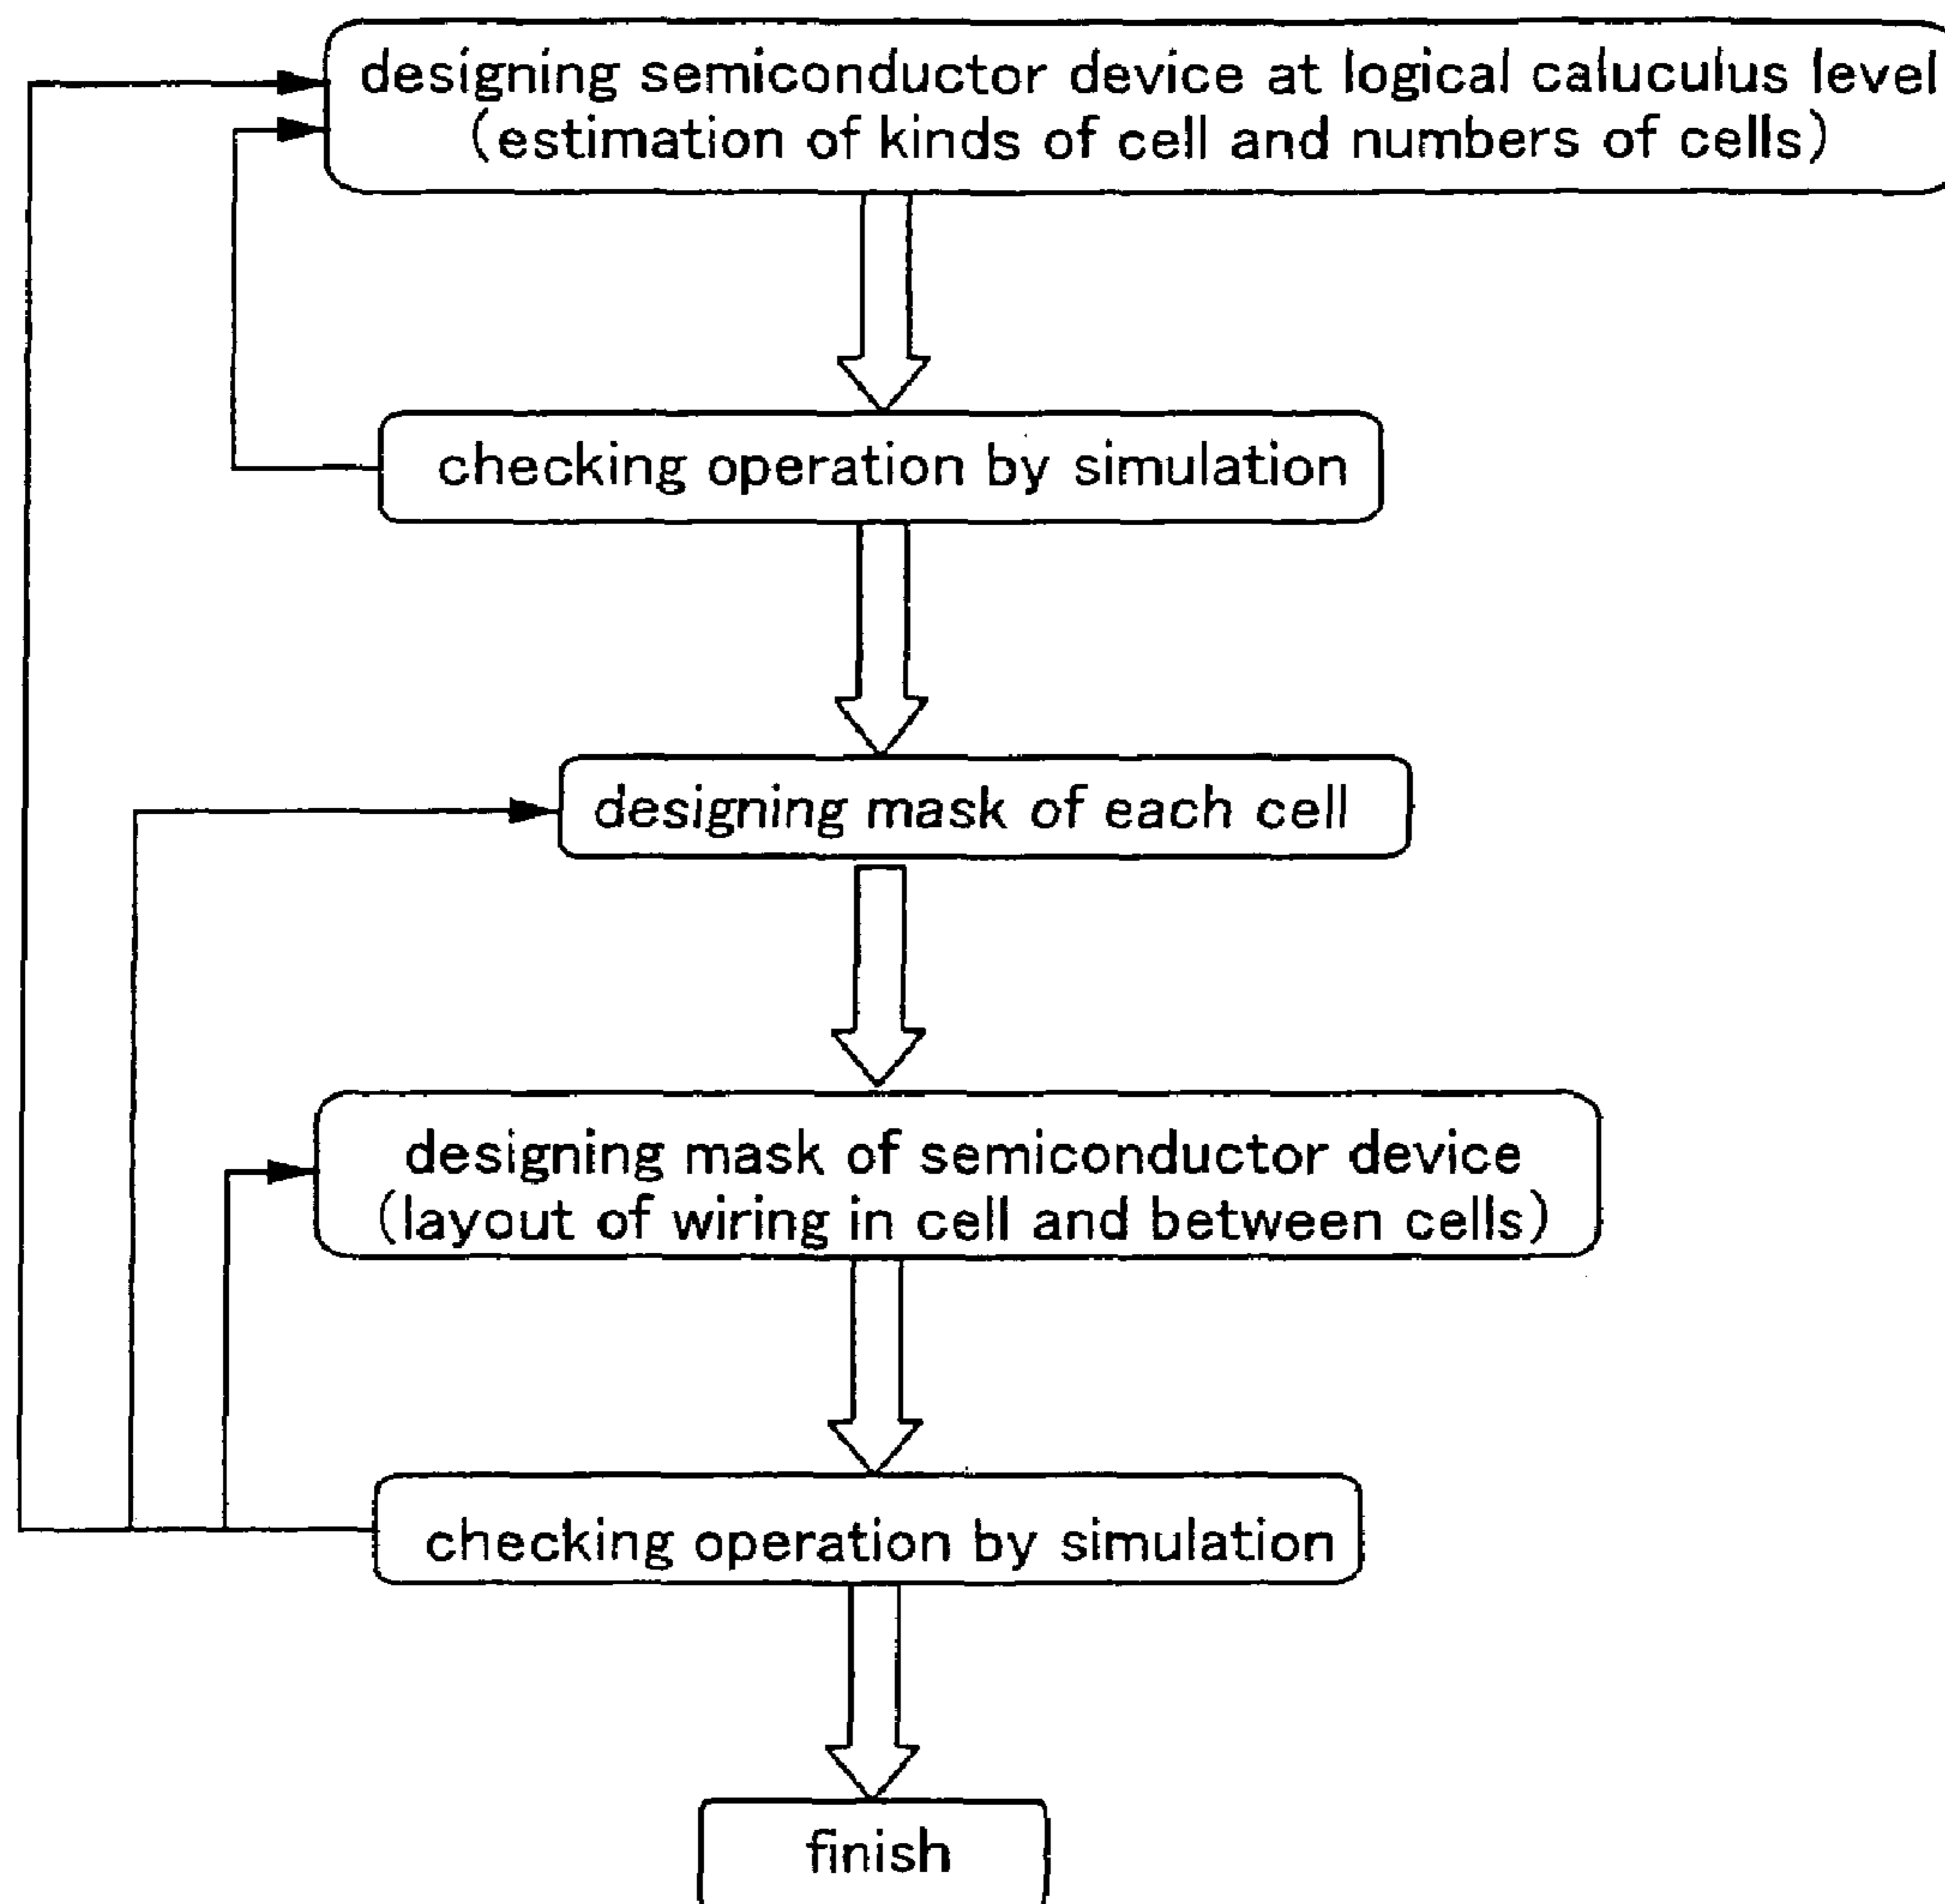 designing semiconductor device at logical caluculus level
(estimation of kinds of cell and numbers of cells)
checking operation by simulation
designing mask of each cell
designing mask of semiconductor device
(layout of wiring in cell and between cells)
checking operation by simulation
finish